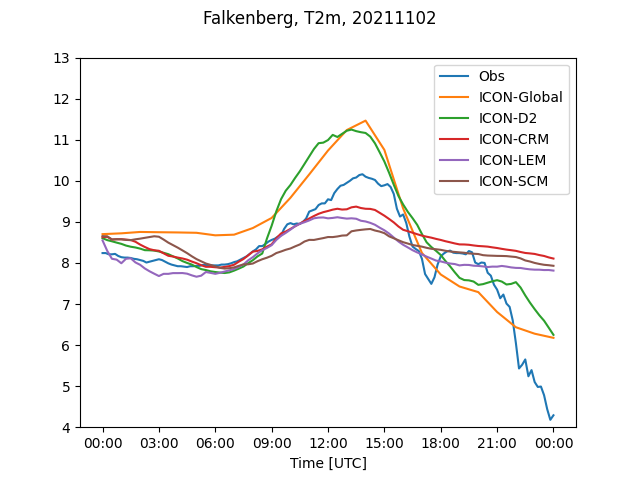 Falkenberg, T2m, 20211102
13
12
11
10
9
8
7
6
5
4
Obs
ICON-Global
ICON-D2
ICON-CRM
ICON-LEM
ICON-SCM
00:00 03:00 06:00 09:00 12:00 15:00 18:00 21:00 00:00
Time [UTC]